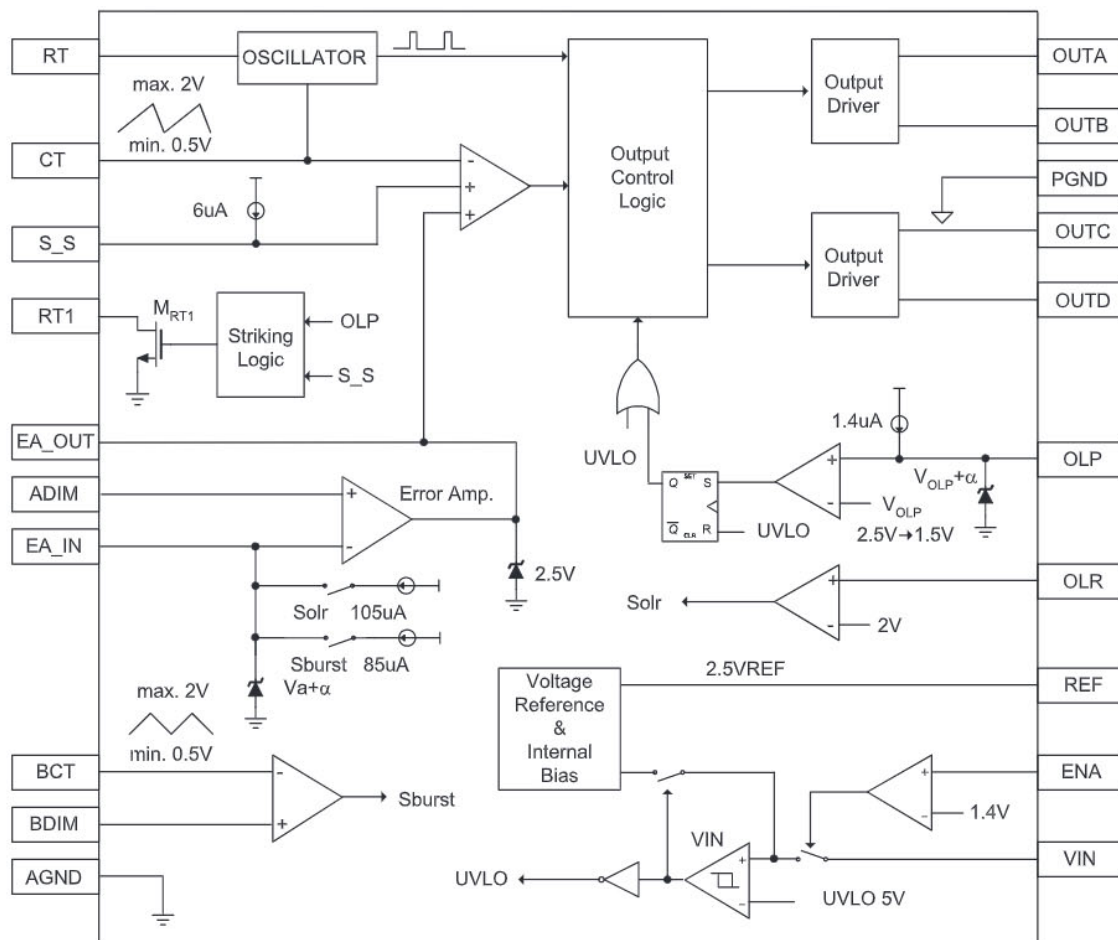 RT
OSCILLATOR
OUTA
max. 2V
Output
Driver
min. 0.5V
CT
OUTB
Output
Control
Logic
PGND
6uA
S_S
OUTC
Output
Driver
OUTD
RT1
MRT1
Striking
Logic
OLP
S_S
EA_OUT
UVLO
1.4uA
OLP
ADIM
Error Amp.
Q SET S
Q CLR R
VOLP+α
VOLP
2.5V→1.5V
UVLO
EA_IN
2.5V
Solr 105uA
Solr
OLR
2V
Sburst 85uA
Va+α
2.5VREF
REF
Voltage
Reference
&
Internal
Bias
max. 2V
min. 0.5V
BCT
Sburst
ENA
1.4V
BDIM
VIN
VIN
AGND
UVLO
UVLO 5V